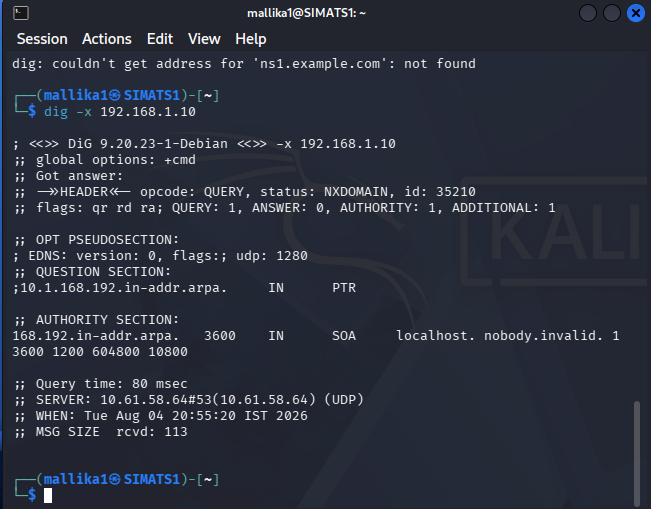 mallika1@SIMATS1: ~
Session Actions Edit View Help
dig: couldn't get address for 'ns1.example.com': not found
┌──(mallika1㉿SIMATS1)-[~]
└─$ dig -x 192.168.1.10
; <<>> DiG 9.20.23-1-Debian <<>> -x 192.168.1.10
;; global options: +cmd
;; Got answer:
;; ->>HEADER<<- opcode: QUERY, status: NXDOMAIN, id: 35210
;; flags: qr rd ra; QUERY: 1, ANSWER: 0, AUTHORITY: 1, ADDITIONAL: 1
;; OPT PSEUDOSECTION:
; EDNS: version: 0, flags:; udp: 1280
;; QUESTION SECTION:
;10.1.168.192.in-addr.arpa. IN PTR
;; AUTHORITY SECTION:
168.192.in-addr.arpa. 3600 IN SOA localhost. nobody.invalid. 1
3600 1200 604800 10800
;; Query time: 80 msec
;; SERVER: 10.61.58.64#53(10.61.58.64) (UDP)
;; WHEN: Tue Aug 04 20:55:20 IST 2026
;; MSG SIZE rcvd: 113
┌──(mallika1㉿SIMATS1)-[~]
└─$
KALI